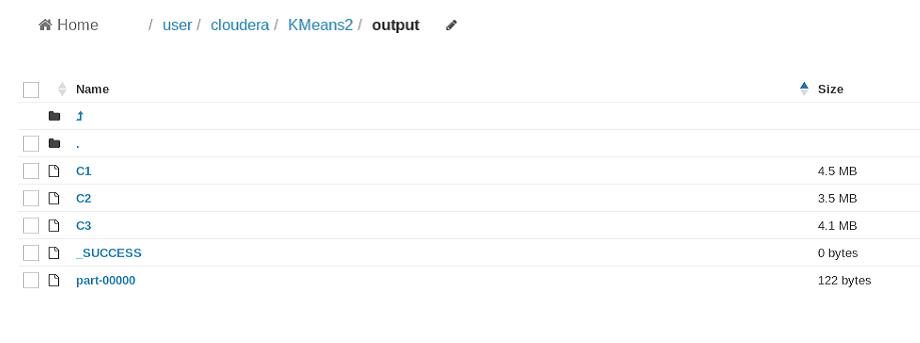 Home / user / cloudera / KMeans2 / output
Name Size
.
C1 4.5 MB
C2 3.5 MB
C3 4.1 MB
_SUCCESS 0 bytes
part-00000 122 bytes